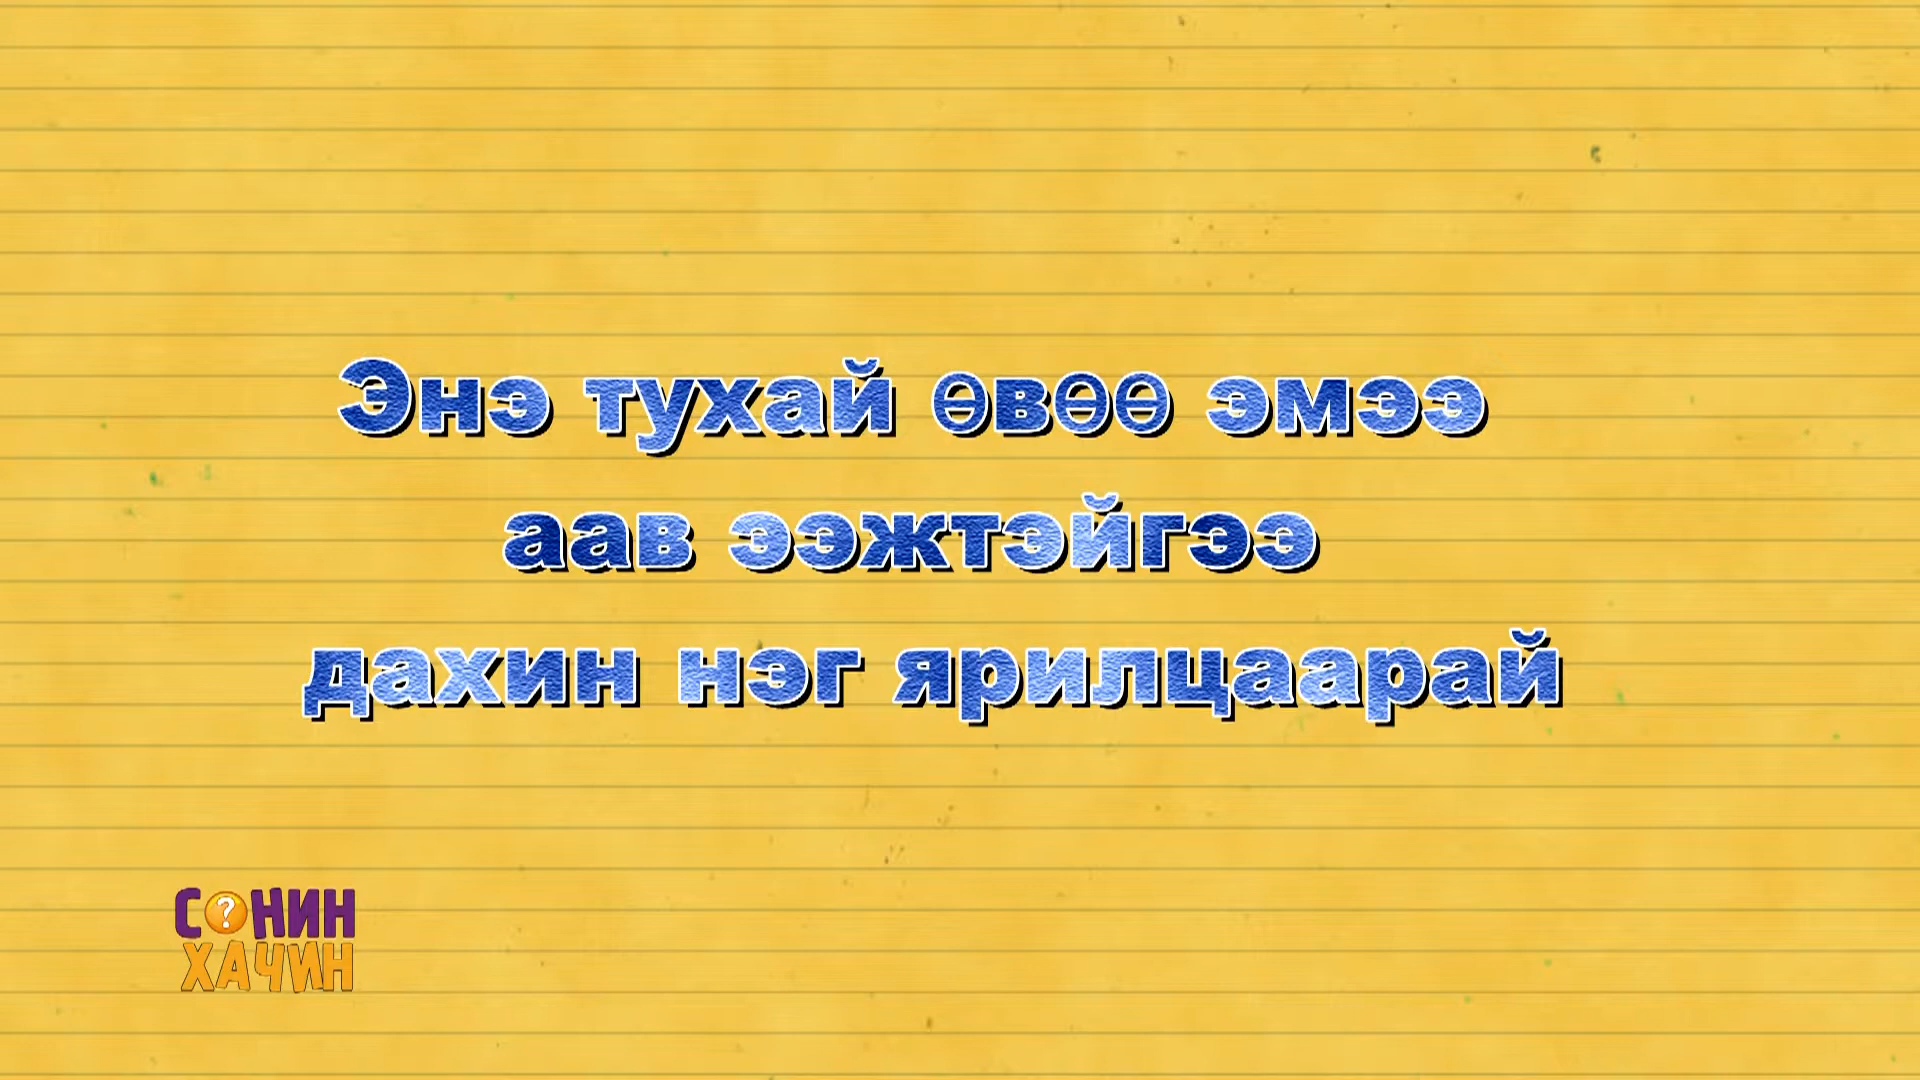 Энэ тухай өвөө эмээ
аав ээжтэйгээ
дахин нэг ярилцаарай
СОНИН
ХАЧИН